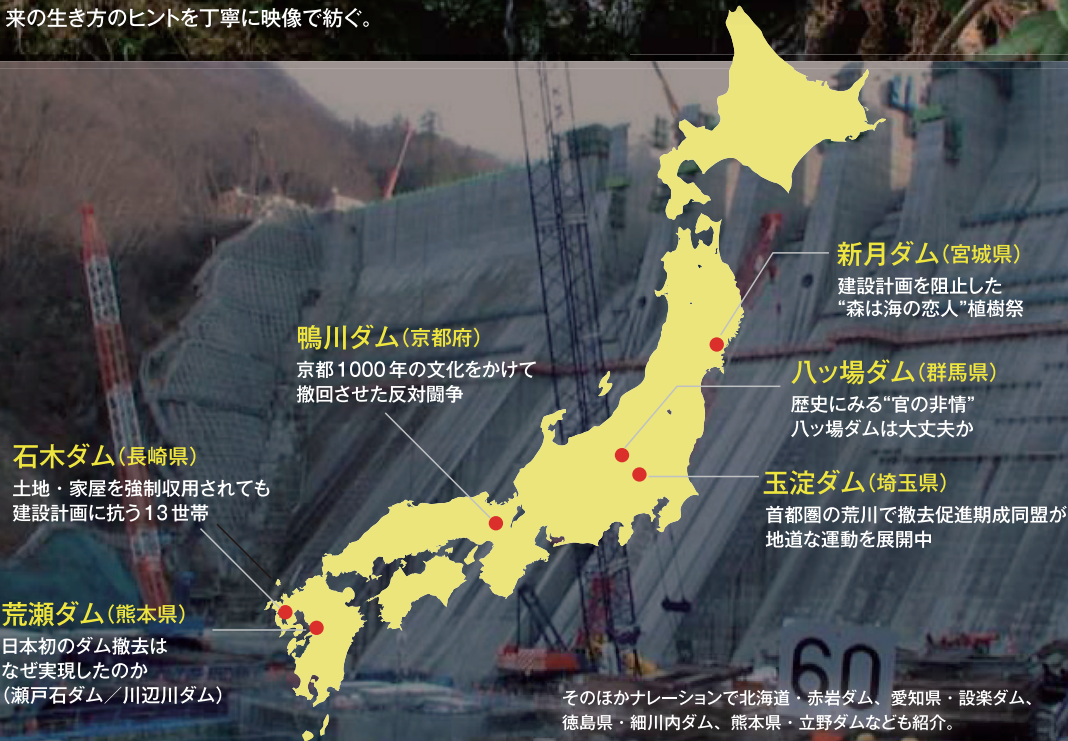 来の生き方のヒントを丁寧に映像で紡ぐ。
新月ダム（宮城県）
建設計画を阻止した
“森は海の恋人”植樹祭
鴨川ダム（京都府）
京都1000年の文化をかけて
撤回させた反対闘争
八ッ場ダム（群馬県）
歴史にみる“官の非情”
八ッ場ダムは大丈夫か
石木ダム（長崎県）
土地・家屋を強制収用されても
建設計画に抗う13世帯
玉淀ダム（埼玉県）
首都圏の荒川で撤去促進期成同盟が
地道な運動を展開中
荒瀬ダム（熊本県）
日本初のダム撤去は
なぜ実現したのか
（瀬戸石ダム／川辺川ダム）
60
そのほかナレーションで北海道・赤岩ダム、愛知県・設楽ダム、
徳島県・細川内ダム、熊本県・立野ダムなども紹介。